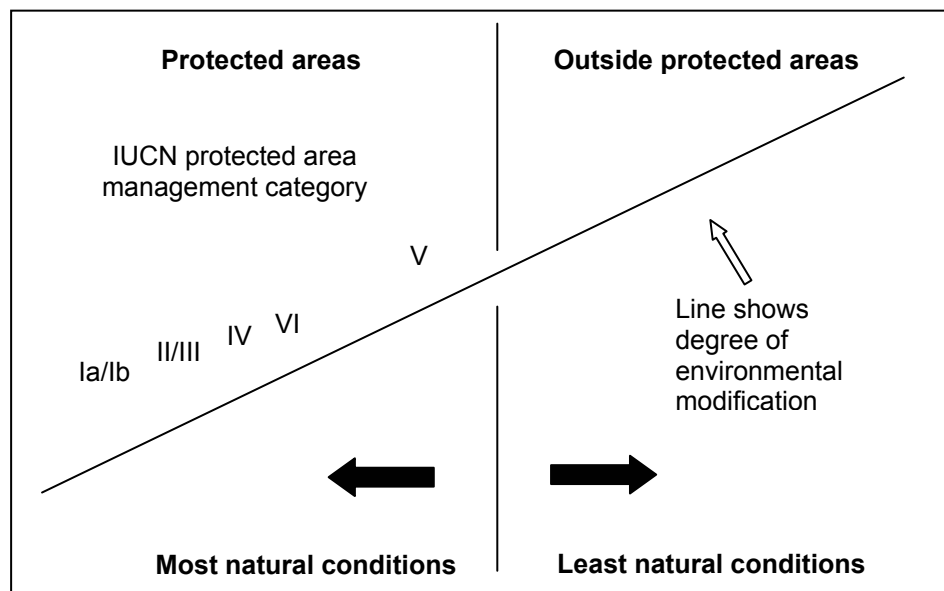 Protected areas
Outside protected areas
IUCN protected area
management category
V
VI
IV
II/III
Ia/Ib
Line shows
degree of
environmental
modification
Most natural conditions
Least natural conditions